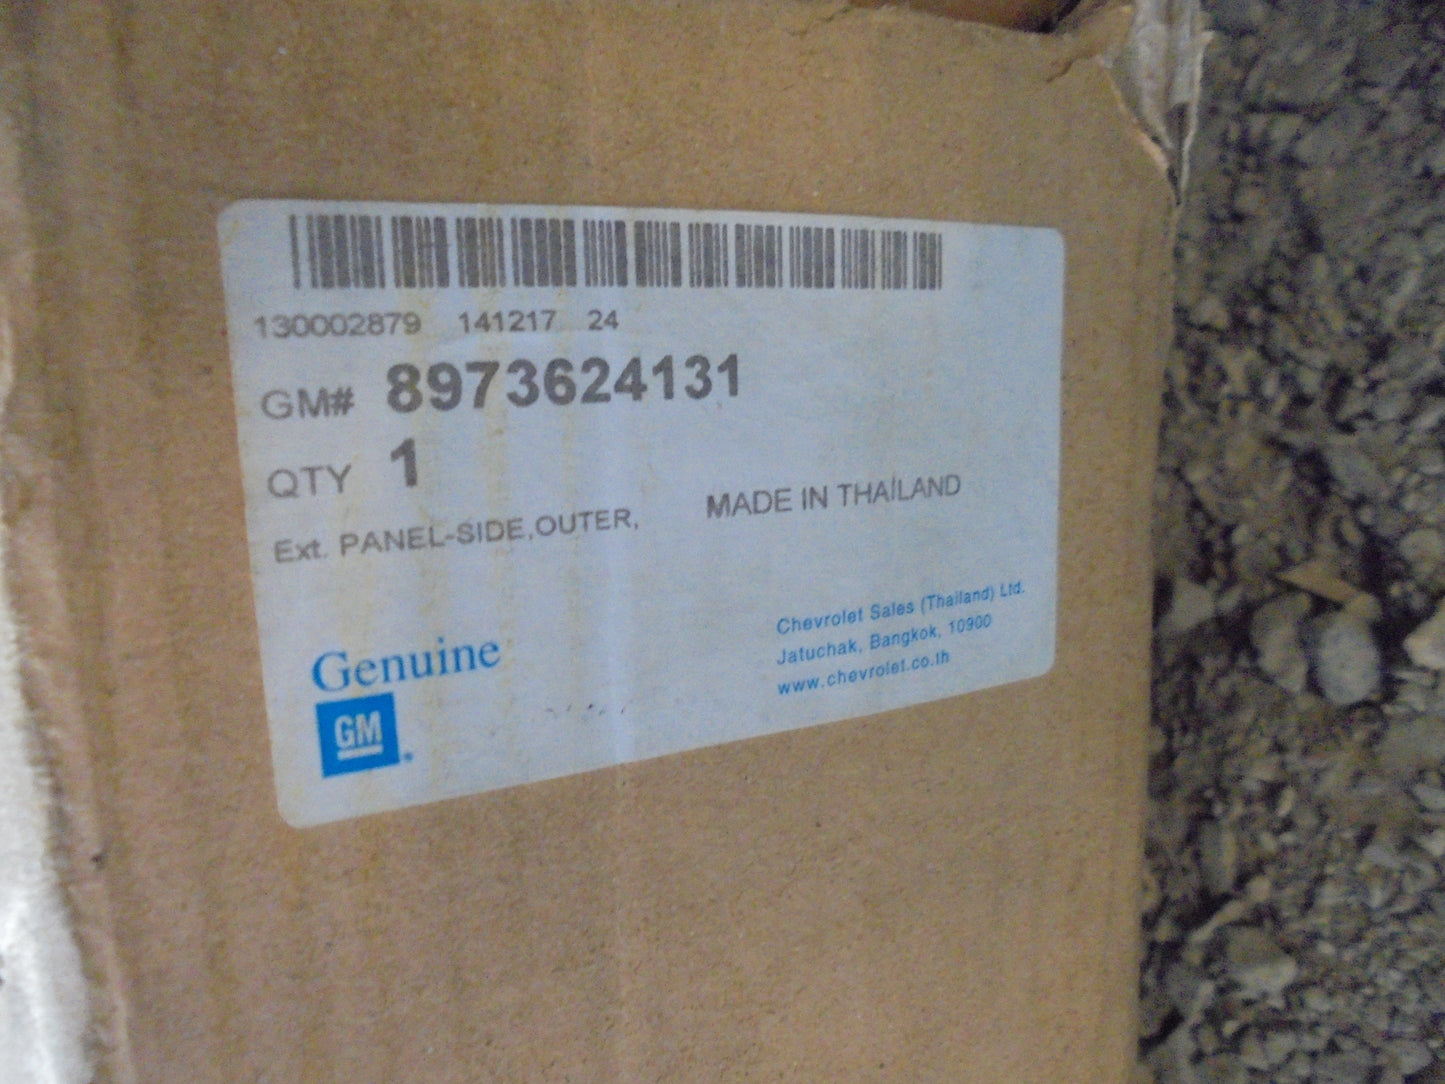 130002879 141217 24
GM# 8973624131
QTY 1
Ext. PANEL-SIDE,OUTER,
MADE IN THAILAND
Genuine
GM
Chevrolet Sales (Thailand) Ltd.
Jatuchak, Bangkok, 10900
www.chevrolet.co.th